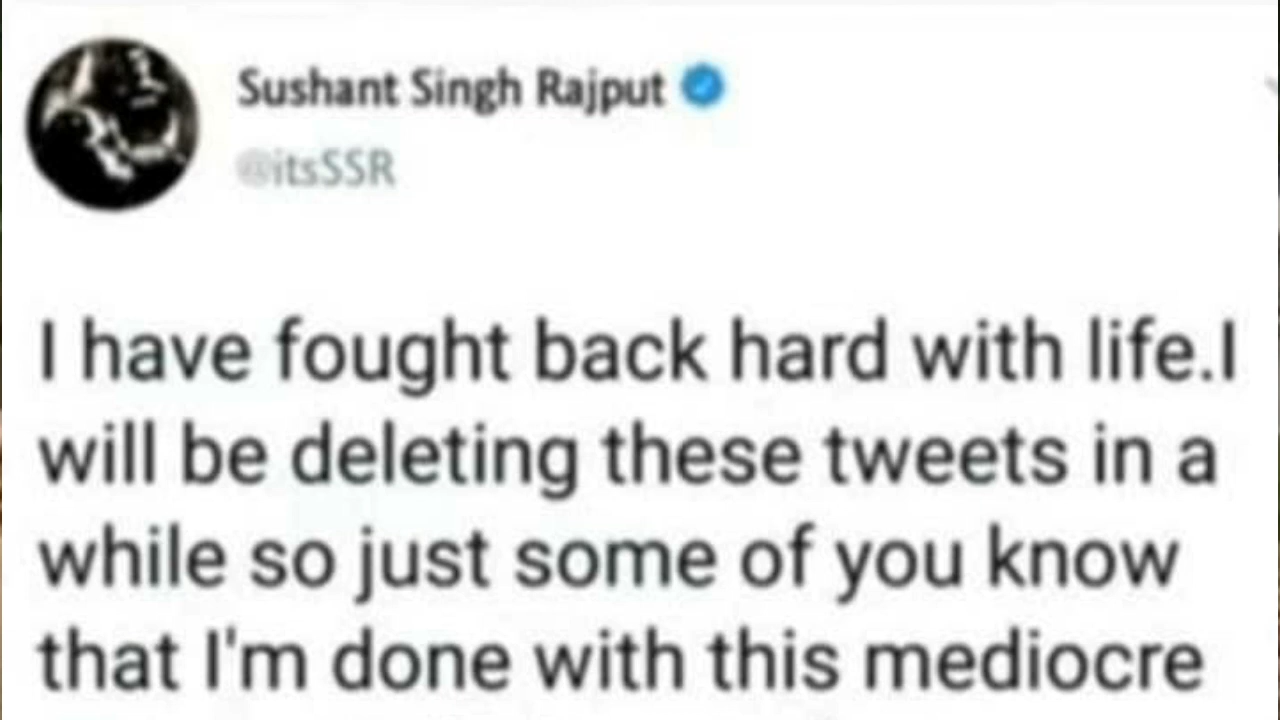 Sushant Singh Rajput
@itsSSR
I have fought back hard with life.I
will be deleting these tweets in a
while so just some of you know
that I'm done with this mediocre